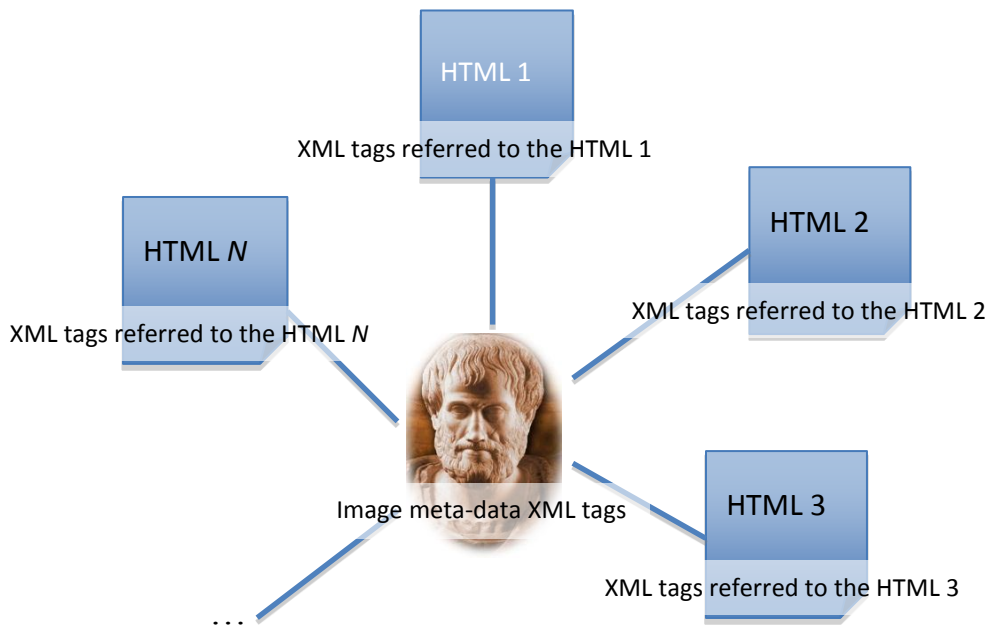 HTML 1
XML tags referred to the HTML 1
HTML 2
XML tags referred to the HTML 2
HTML N
XML tags referred to the HTML N
Image meta-data XML tags
HTML 3
XML tags referred to the HTML 3
...